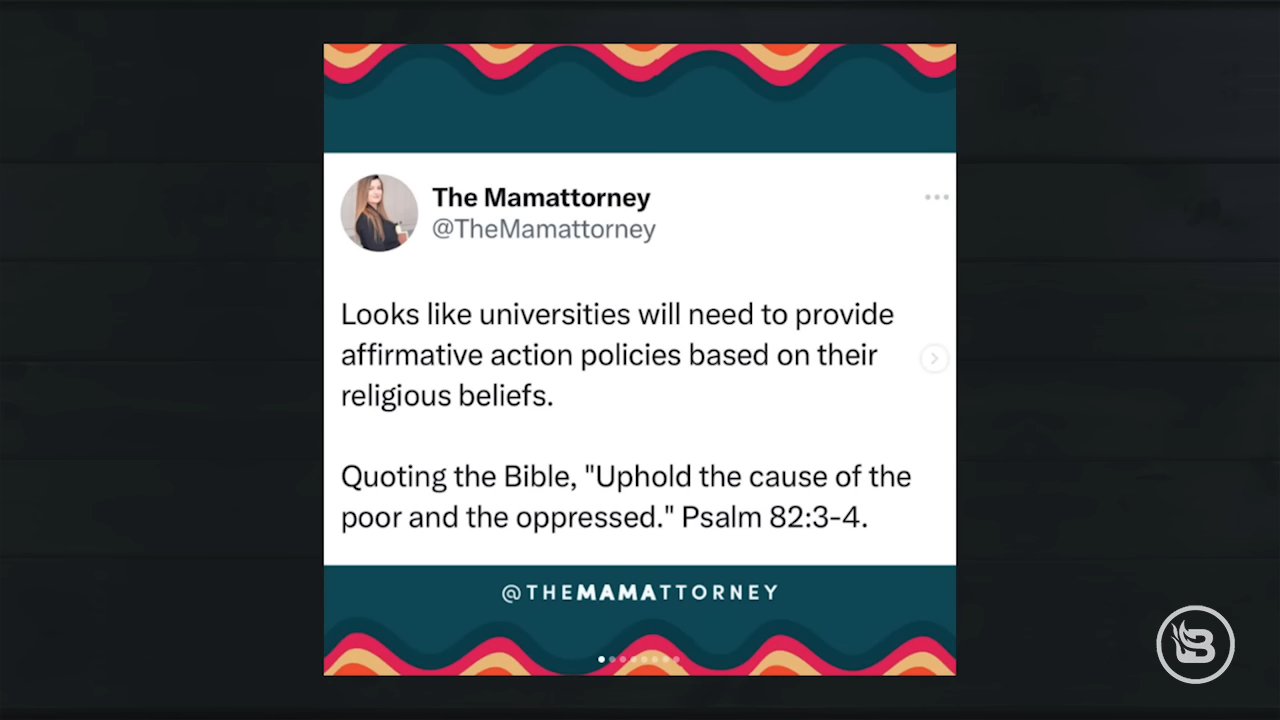 The Mamattorney
@TheMamattorney
Looks like universities will need to provide
affirmative action policies based on their
religious beliefs.
Quoting the Bible, "Uphold the cause of the
poor and the oppressed." Psalm 82:3-4.
@THEMAMATTORNEY
B